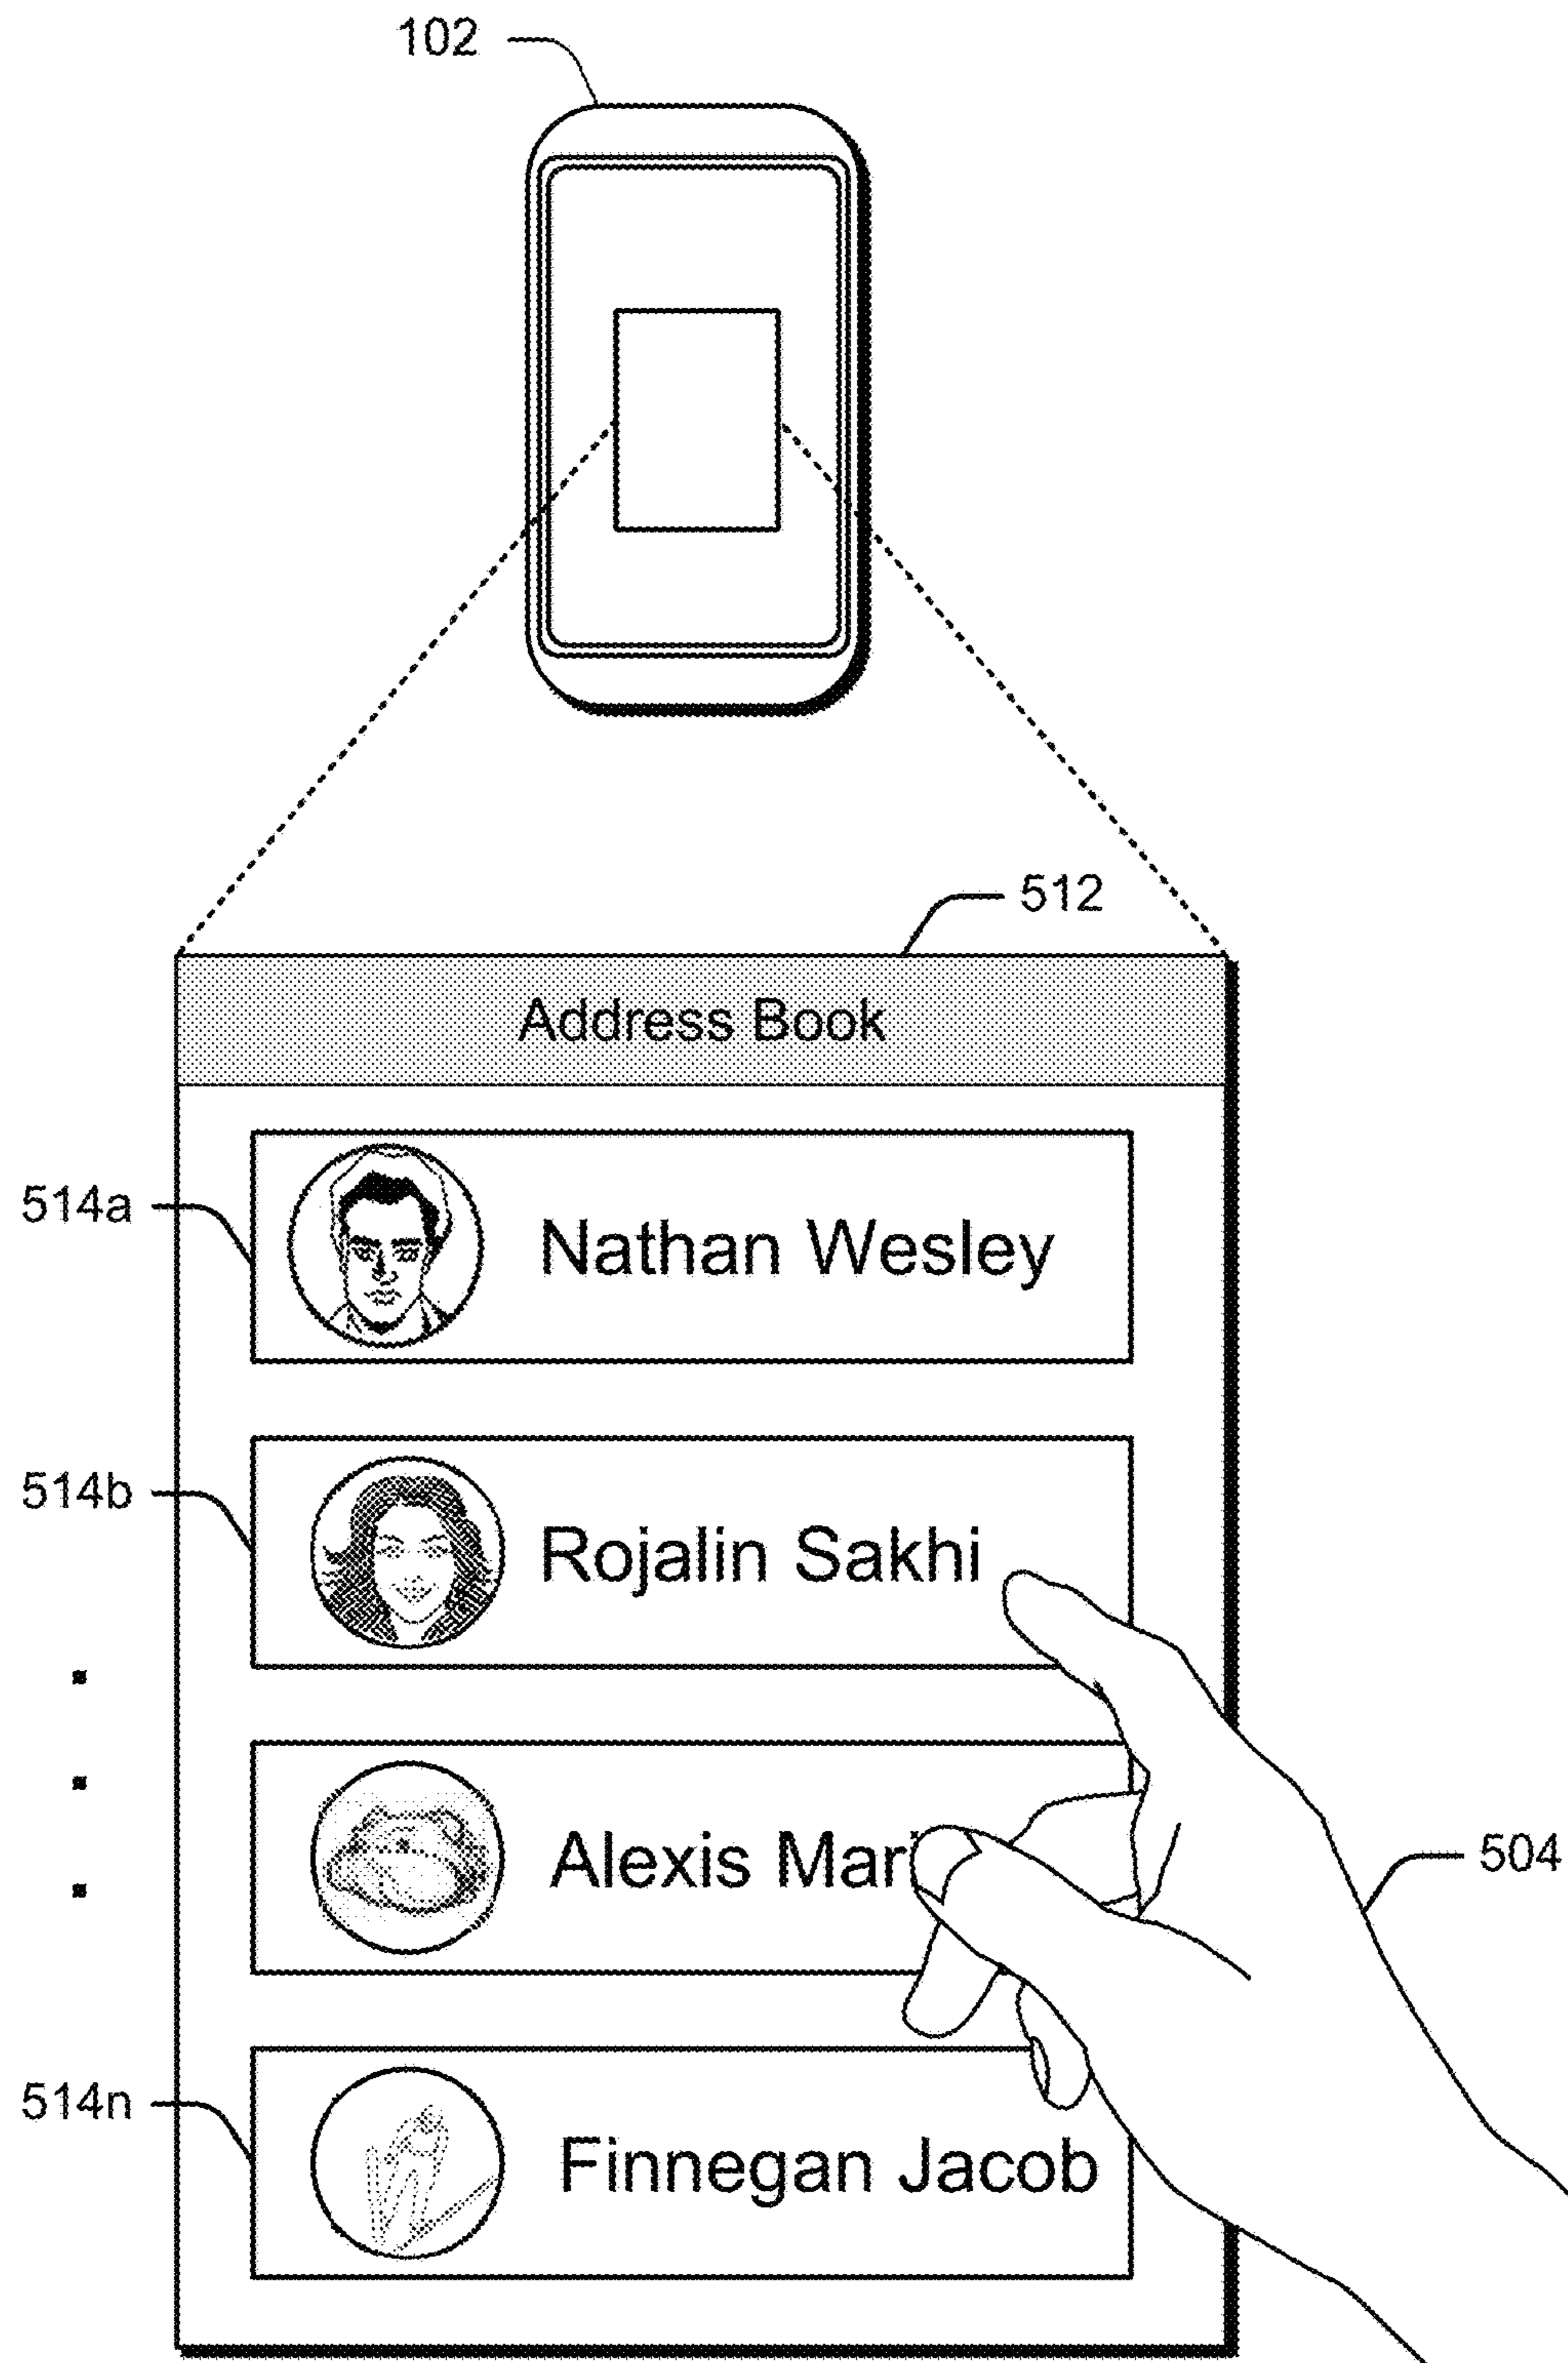 102
512
Address Book
514a
Nathan Wesley
514b
Rojalin Sakhi
Alexis
504
514n
Finnegan Jacob